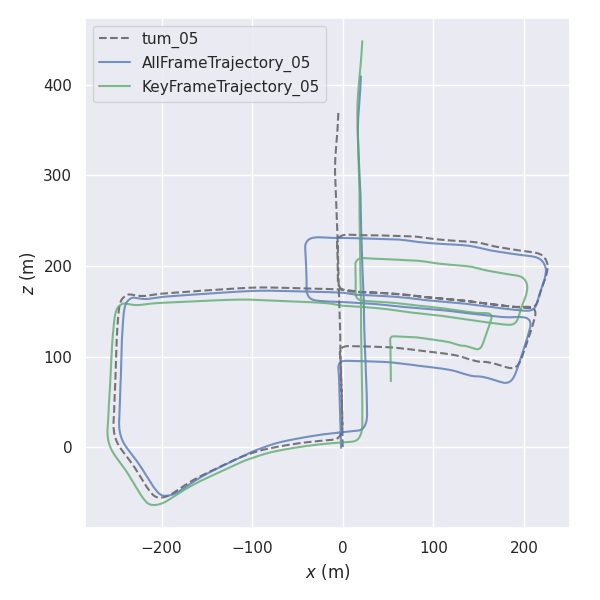 tum_05
AllFrameTrajectory_05
KeyFrameTrajectory_05
400
300
200
100
0
z (m)
−200
−100
0
100
200
x (m)